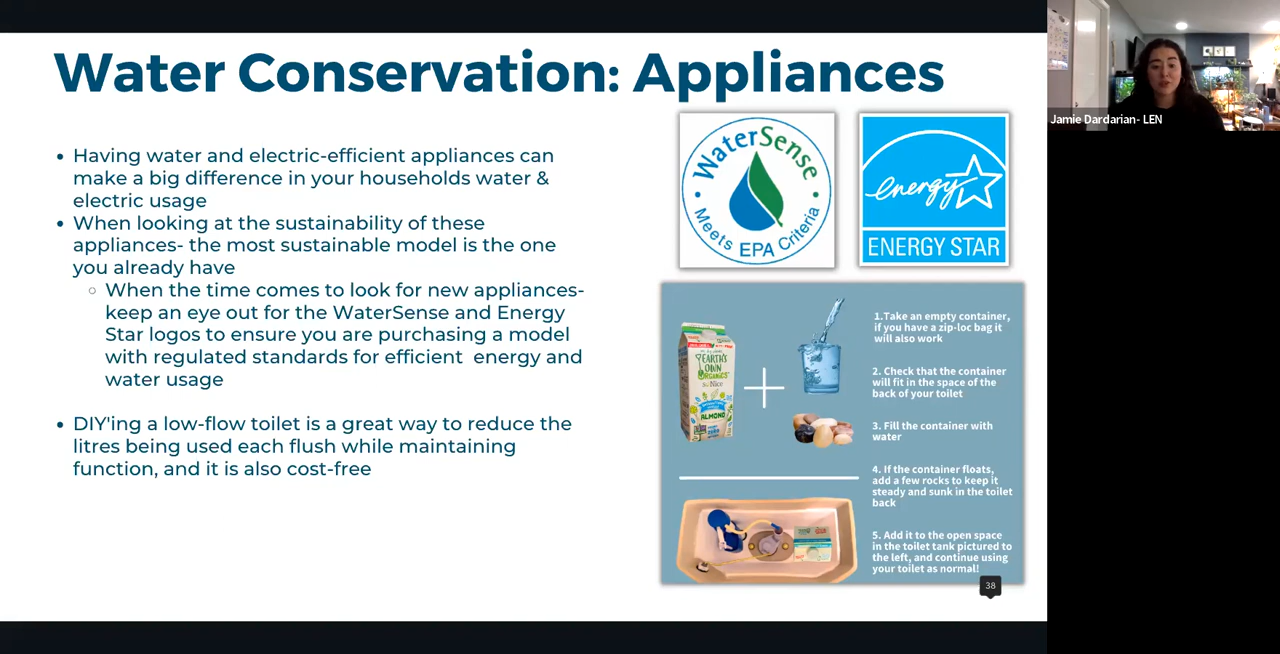 Water Conservation: Appliances
Having water and electric-efficient appliances can
make a big difference in your households water &
electric usage
When looking at the sustainability of these
appliances- the most sustainable model is the one
you already have
When the time comes to look for new appliances-
keep an eye out for the WaterSense and Energy
Star logos to ensure you are purchasing a model
with regulated standards for efficient energy and
water usage
DIY'ing a low-flow toilet is a great way to reduce the
litres being used each flush while maintaining
function, and it is also cost-free
WaterSense
Meets EPA Criteria
energy
ENERGY STAR
EARTH'S
OWN
ORGANIC
So Nice
ALMOND
1.Take an empty container,
if you have a zip-loc bag it
will also work
2. Check that the container
will fit in the space of the
back of your toilet
3. Fill the container with
water
4. If the container floats,
add a few rocks to keep it
steady and sunk in the toilet
back
5. Add it to the open space
in the toilet tank pictured to
the left, and continue using
your toilet as normal!
38
Jamie Dardarian- LEN